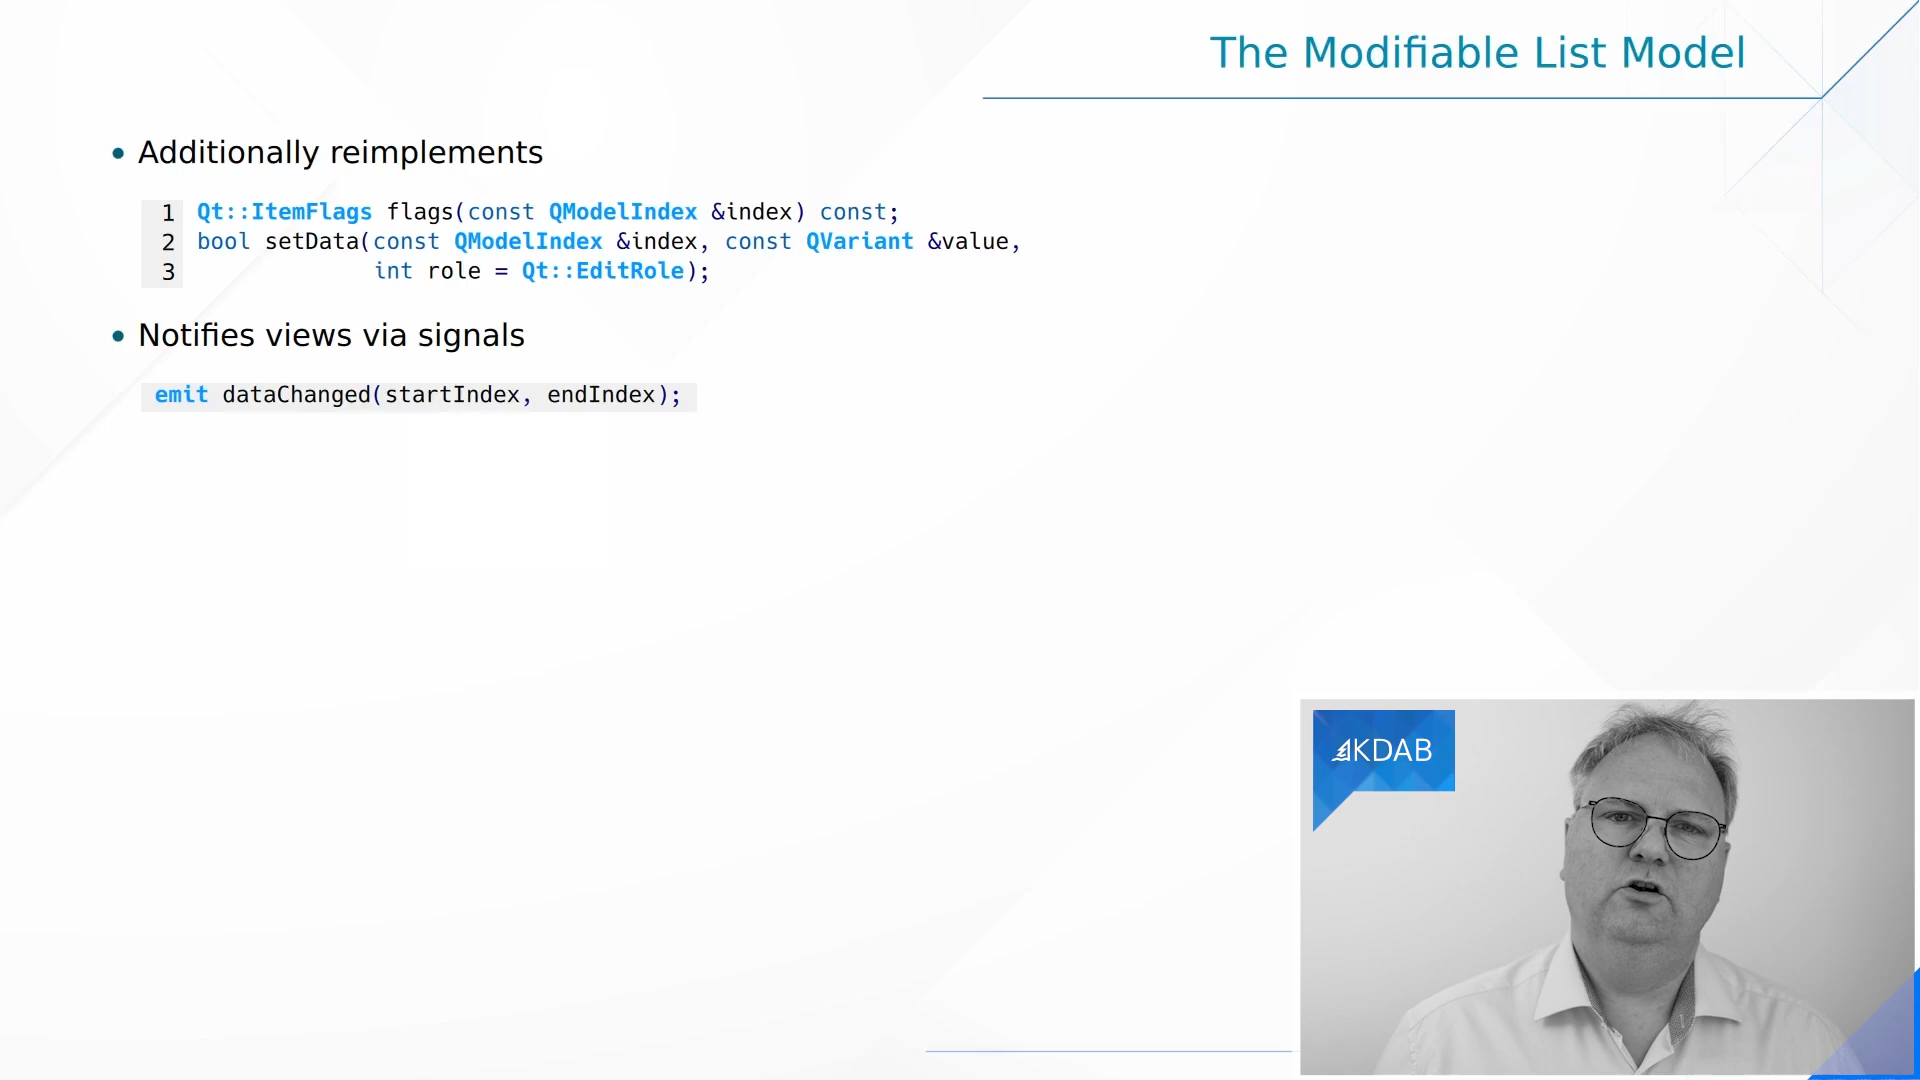 The Modifiable List Model
• Additionally reimplements
1 Qt::ItemFlags flags(const QModelIndex &index) const;
2 bool setData(const QModelIndex &index, const QVariant &value,
3 int role = Qt::EditRole);
• Notifies views via signals
emit dataChanged(startIndex, endIndex);
KDAB